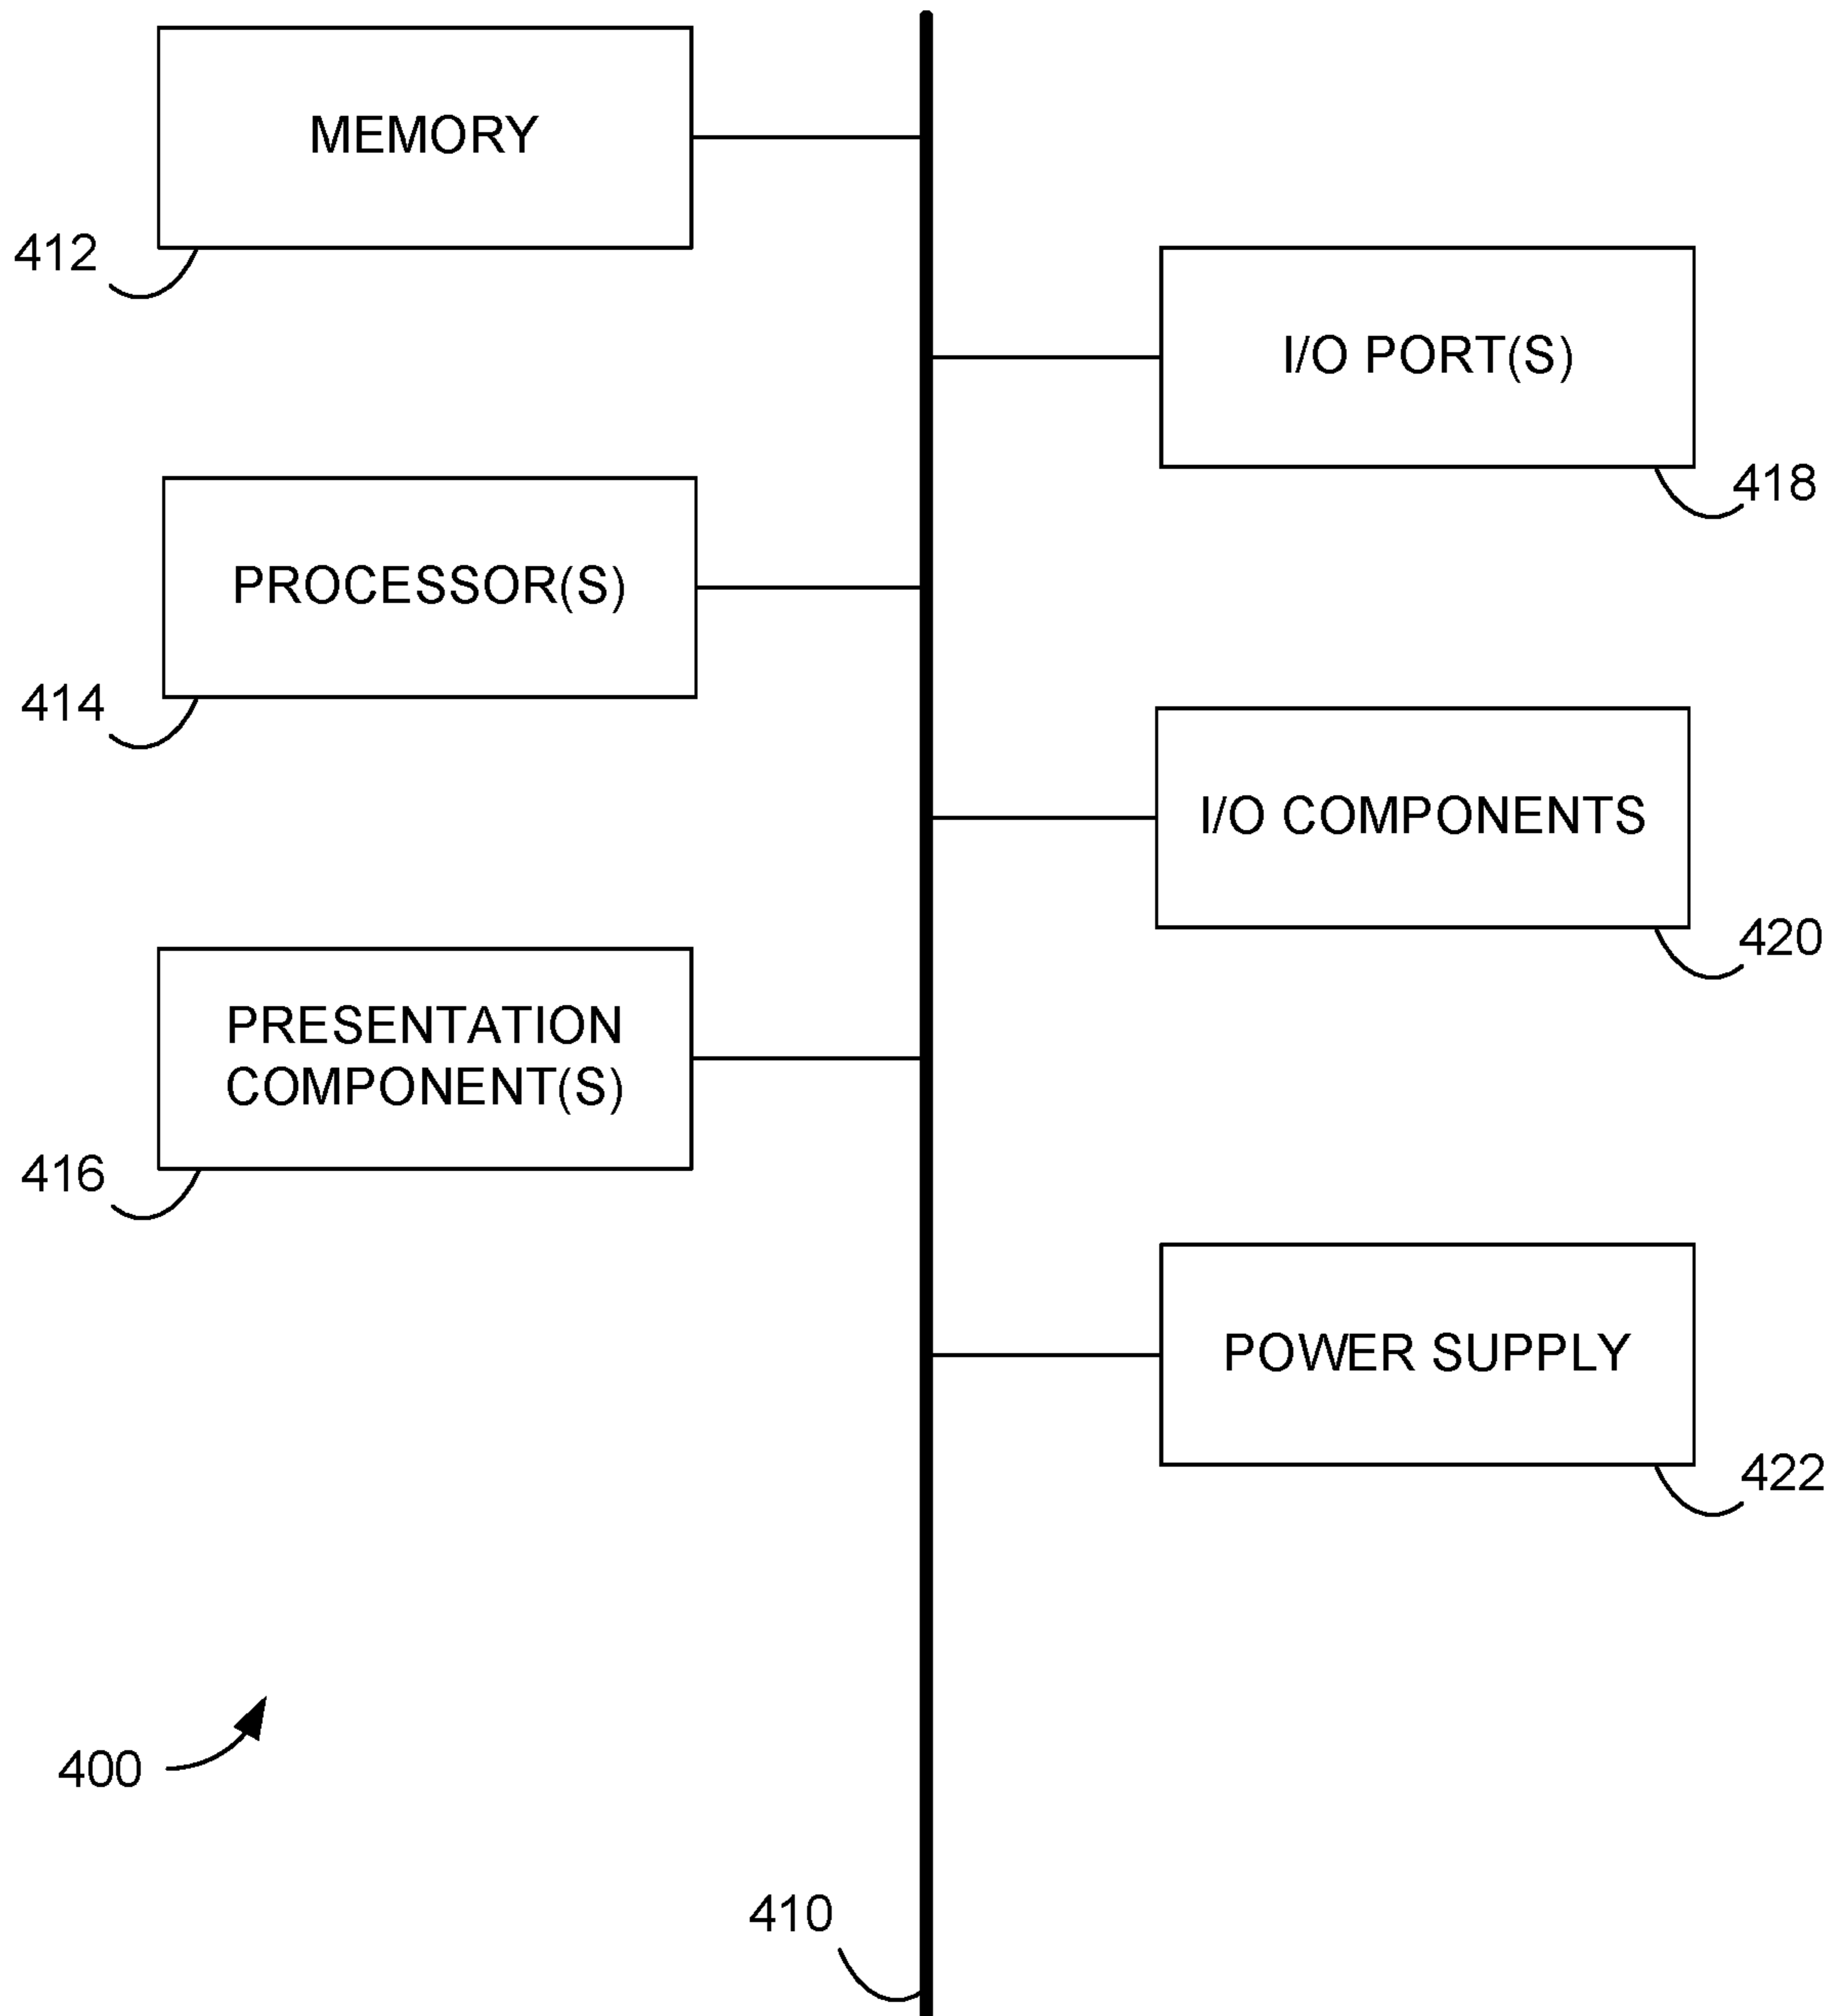 MEMORY
412
I/O PORT(S)
418
PROCESSOR(S)
414
I/O COMPONENTS
420
PRESENTATION
COMPONENT(S)
416
POWER SUPPLY
422
400
410